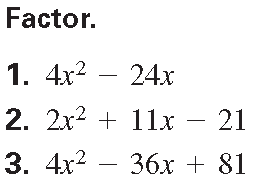 Factor.
1. 4x² − 24x
2. 2x² + 11x − 21
3. 4x² − 36x + 81